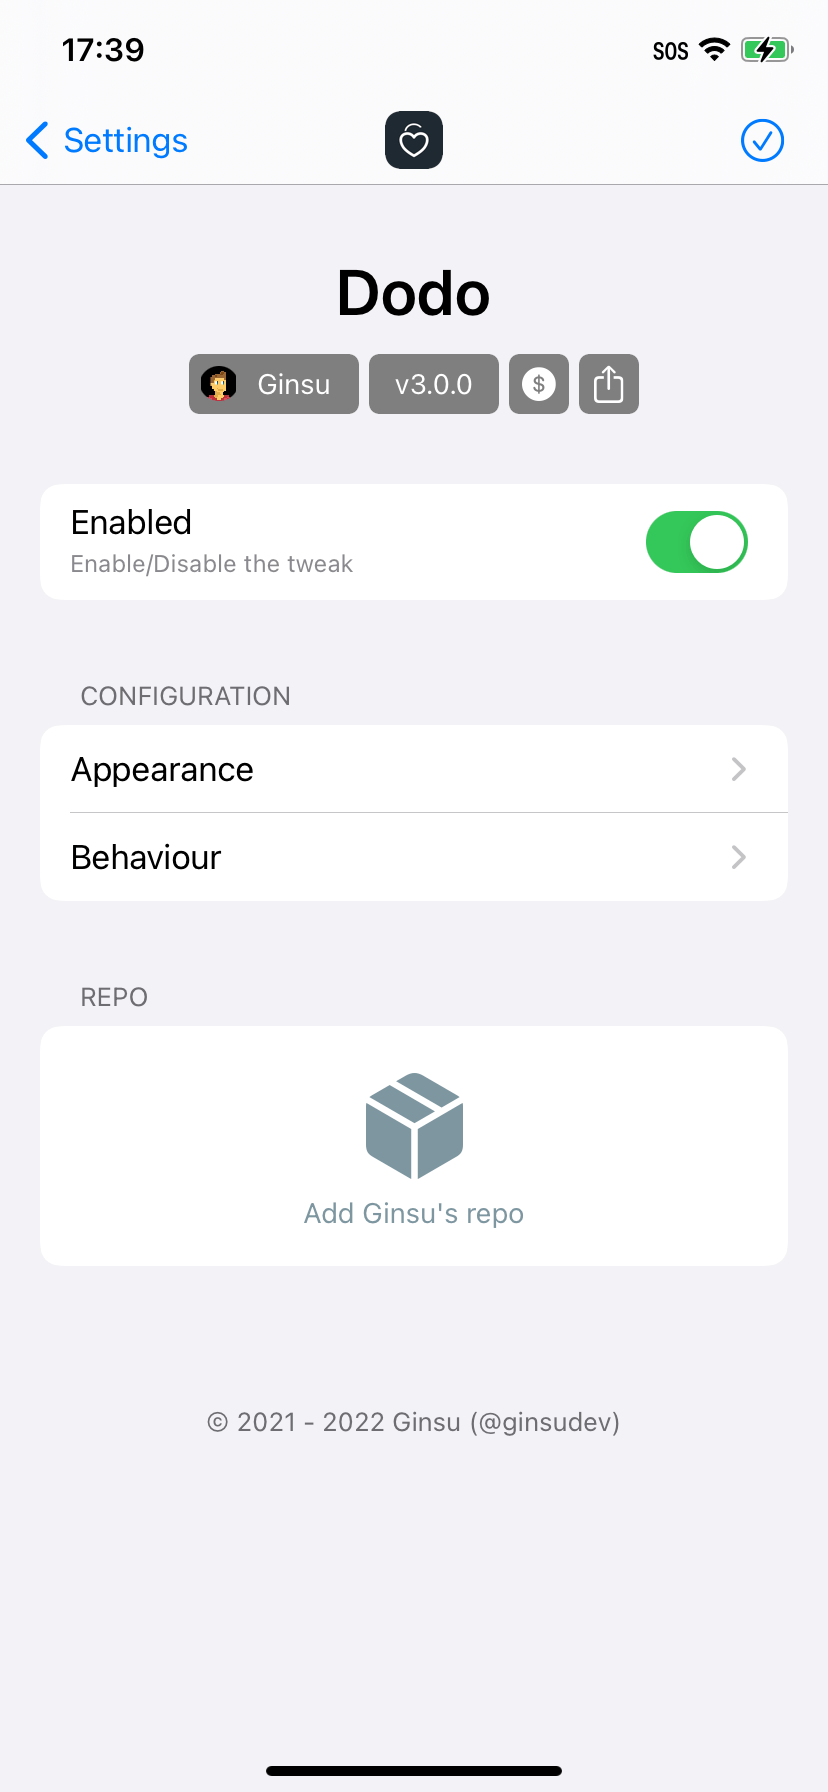 17:39
SOS
Settings
Dodo
Ginsu
v3.0.0
$
Enabled
Enable/Disable the tweak
CONFIGURATION
Appearance
Behaviour
REPO
Add Ginsu's repo
© 2021 - 2022 Ginsu (@ginsudev)